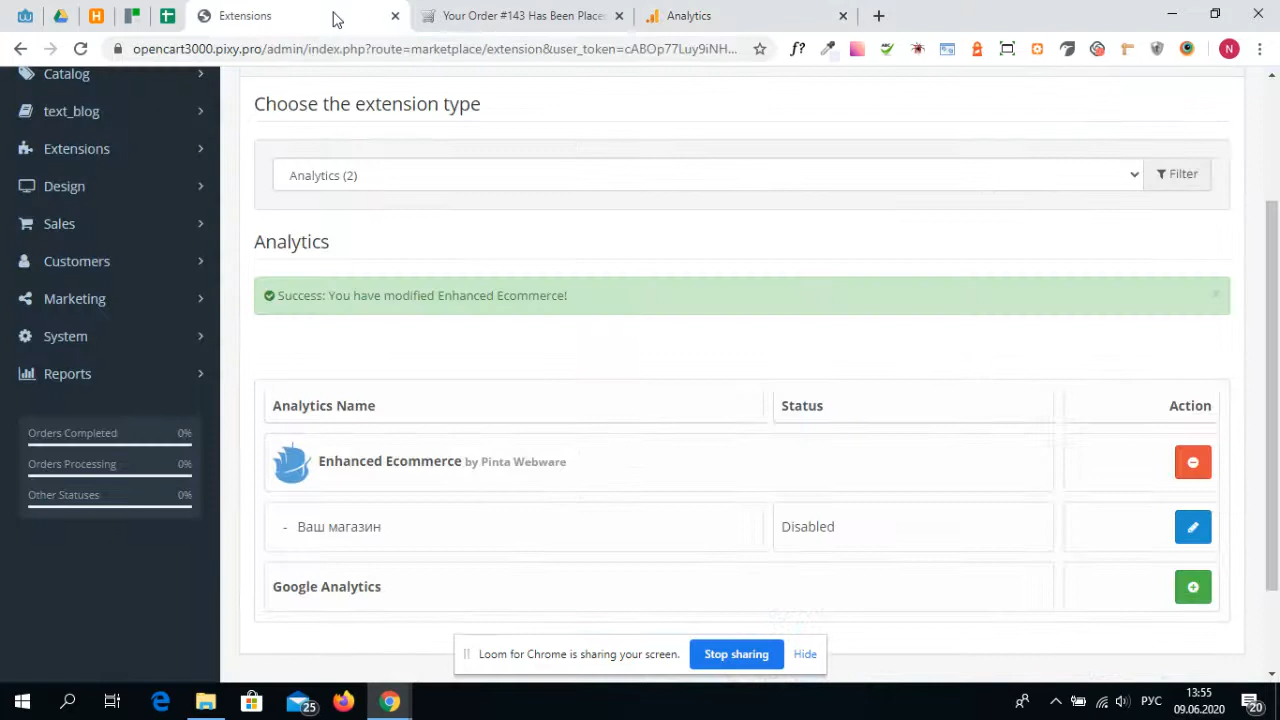 Extensions
Your Order #143 Has Been Place
Analytics
opencart3000.pixy.pro/admin/index.php?route=marketplace/extension&user_token=cABOp77Luy9iNH...
f?
N
Catalog
text_blog
Extensions
Design
Sales
Customers
Marketing
System
Reports
Orders Completed 0%
Orders Processing 0%
Other Statuses 0%
Choose the extension type
Analytics (2)
Filter
Analytics
Success: You have modified Enhanced Ecommerce!
×
Analytics Name Status Action
Enhanced Ecommerce by Pinta Webware
- Ваш магазин Disabled
Google Analytics
Loom for Chrome is sharing your screen. Stop sharing Hide
25
РУС
13:55
09.06.2020
20